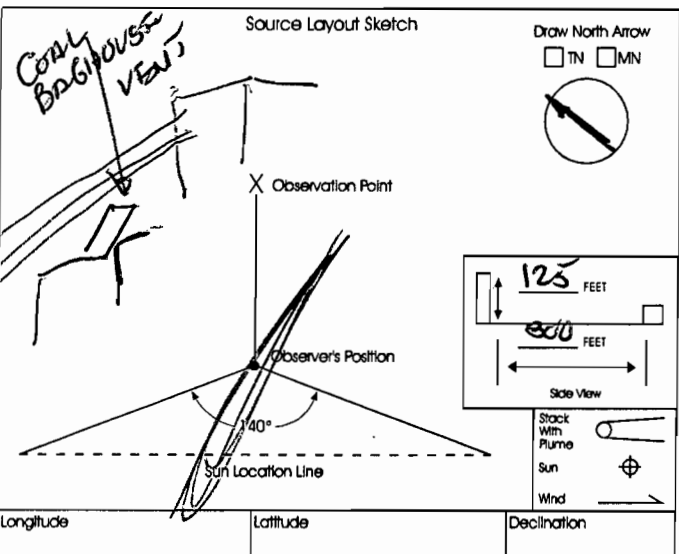 Source Layout Sketch
Draw North Arrow
TN MN
COAL
BAGHOUSE
VENT
X Observation Point
125 FEET
FEET
Side View
Observer's Position
140°
Sun Location Line
Stack
With
Plume
Sun
Wind
Longitude Latitude Declination